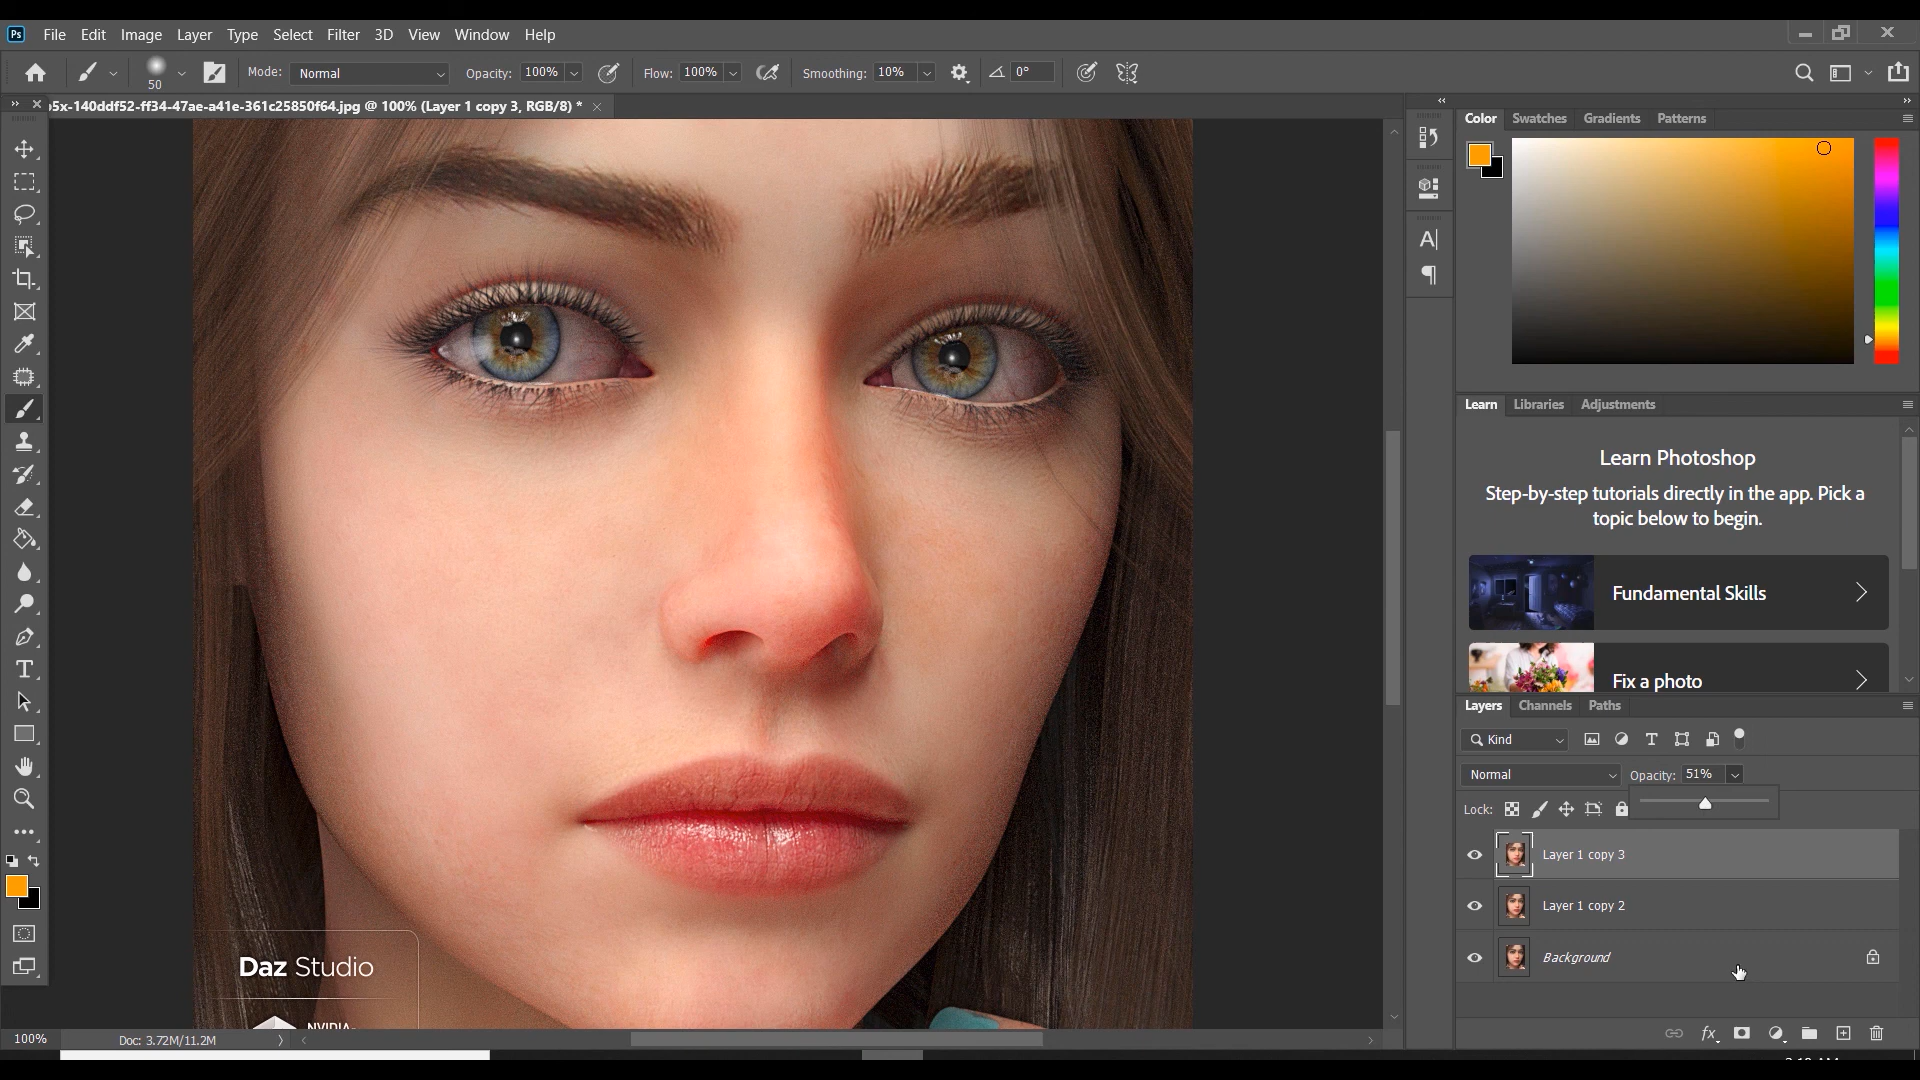 Ps File Edit Image Layer Type Select Filter 3D View Window Help
50 Mode: Normal Opacity: 100% Flow: 100% Smoothing: 10% 0°
5x-140ddf52-ff34-47ae-a41e-361c25850f64.jpg @ 100% (Layer 1 copy 3, RGB/8) *
Color Swatches Gradients Patterns
Learn Libraries Adjustments
Learn Photoshop
Step-by-step tutorials directly in the app. Pick a
topic below to begin.
Fundamental Skills
Fix a photo
Layers Channels Paths
Kind
Normal Opacity: 51%
Lock:
Layer 1 copy 3
Layer 1 copy 2
Background
Daz Studio
NVIDIA
100% Doc: 3.72M/11.2M